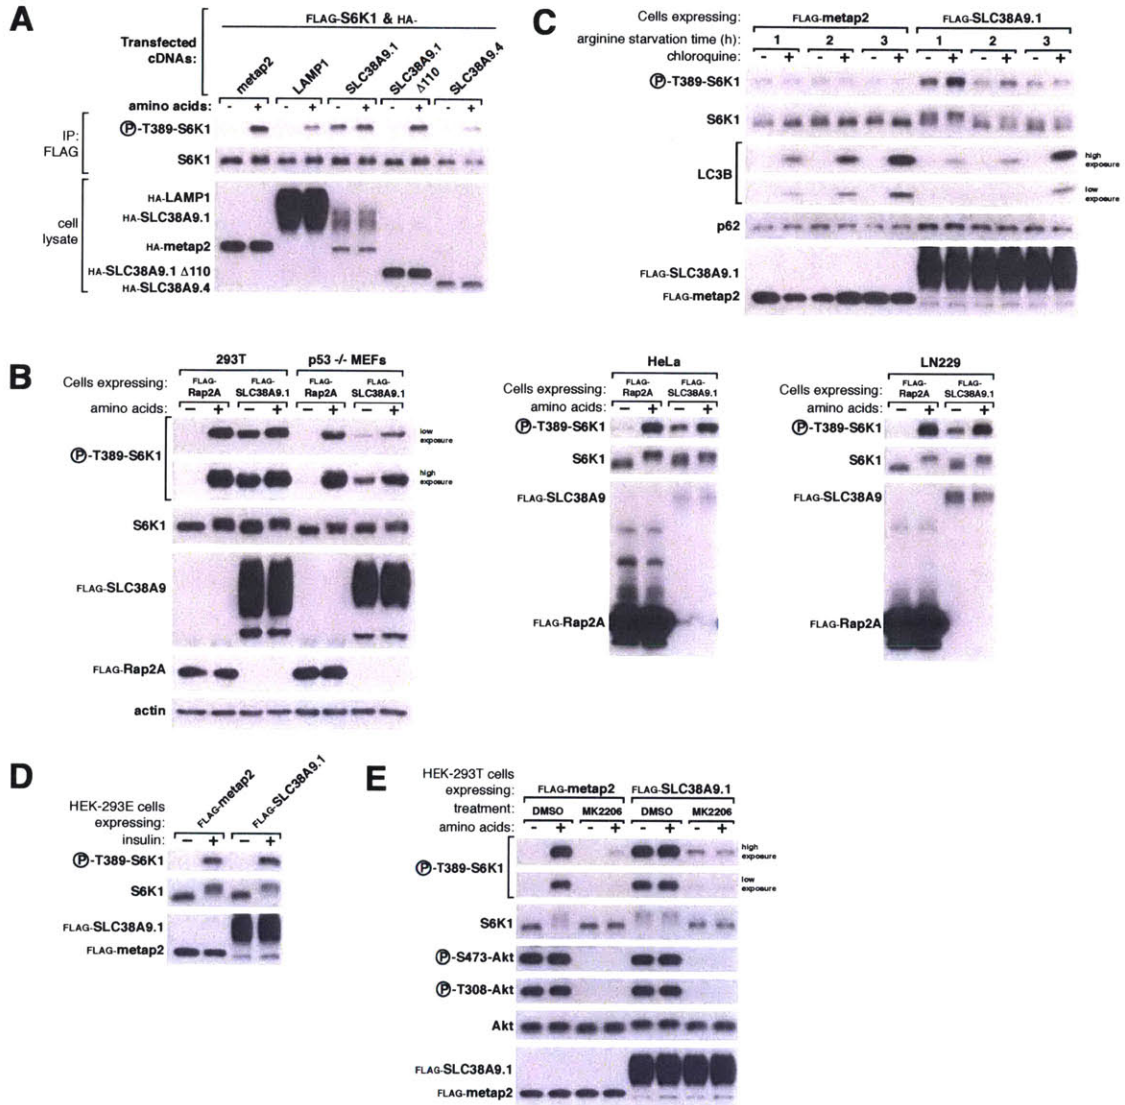 A
FLAG-S6K1 & HA-
Transfected cDNAs:
metap2
LAMP1
SLC38A9.1
SLC38A9.1 Δ110
SLC38A9.4
amino acids: - + - + - + - + - +
IP: FLAG
Ⓟ-T389-S6K1
S6K1
cell lysate
HA-LAMP1
HA-SLC38A9.1
HA-metap2
HA-SLC38A9.1 Δ110
HA-SLC38A9.4
C
Cells expressing: FLAG-metap2 FLAG-SLC38A9.1
arginine starvation time (h): 1 2 3 1 2 3
chloroquine: - + - + - + - + - + - +
Ⓟ-T389-S6K1
S6K1
LC3B
high exposure
low exposure
p62
FLAG-SLC38A9.1
FLAG-metap2
B
293T p53 -/- MEFs
Cells expressing: FLAG-Rap2A FLAG-SLC38A9.1 FLAG-Rap2A FLAG-SLC38A9.1
amino acids: − + − + − + − +
Ⓟ-T389-S6K1
low exposure
high exposure
S6K1
FLAG-SLC38A9
FLAG-Rap2A
actin
HeLa
Cells expressing: FLAG-Rap2A FLAG-SLC38A9.1
amino acids: − + − +
Ⓟ-T389-S6K1
S6K1
FLAG-SLC38A9
FLAG-Rap2A
LN229
Cells expressing: FLAG-Rap2A FLAG-SLC38A9.1
amino acids: − + − +
Ⓟ-T389-S6K1
S6K1
FLAG-SLC38A9
FLAG-Rap2A
D
HEK-293E cells expressing:
FLAG-metap2
FLAG-SLC38A9.1
insulin: − + − +
Ⓟ-T389-S6K1
S6K1
FLAG-SLC38A9.1
FLAG-metap2
E
HEK-293T cells
expressing: FLAG-metap2 FLAG-SLC38A9.1
treatment: DMSO MK2206 DMSO MK2206
amino acids: - + - + - + - +
Ⓟ-T389-S6K1
high exposure
low exposure
S6K1
Ⓟ-S473-Akt
Ⓟ-T308-Akt
Akt
FLAG-SLC38A9.1
FLAG-metap2